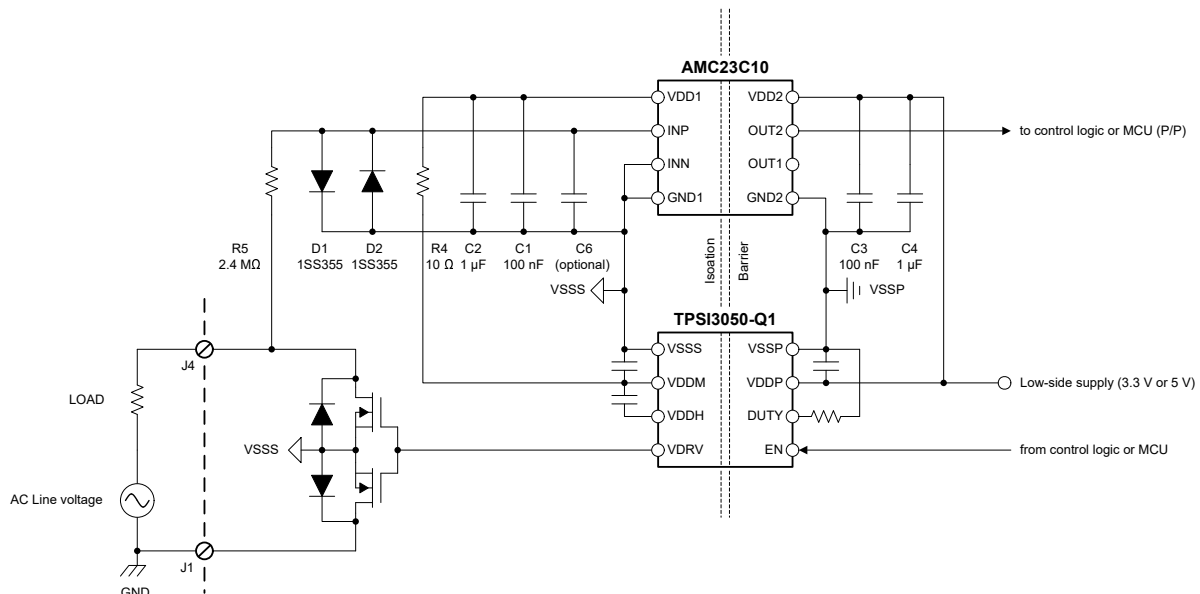 AMC23C10
VDD1
VDD2
INP
OUT2
to control logic or MCU (P/P)
INN
OUT1
GND1
GND2
R5
2.4 MΩ
D1
1SS355
D2
1SS355
R4
10 Ω
C2
1 µF
C1
100 nF
C6
(optional)
C3
100 nF
C4
1 µF
Isoation
Barrier
VSSS
VSSP
TPSI3050-Q1
VSSS
VSSP
J4
VDDM
VDDP
Low-side supply (3.3 V or 5 V)
LOAD
VDDH
DUTY
VSSS
VDRV
EN
from control logic or MCU
AC Line voltage
J1
GND